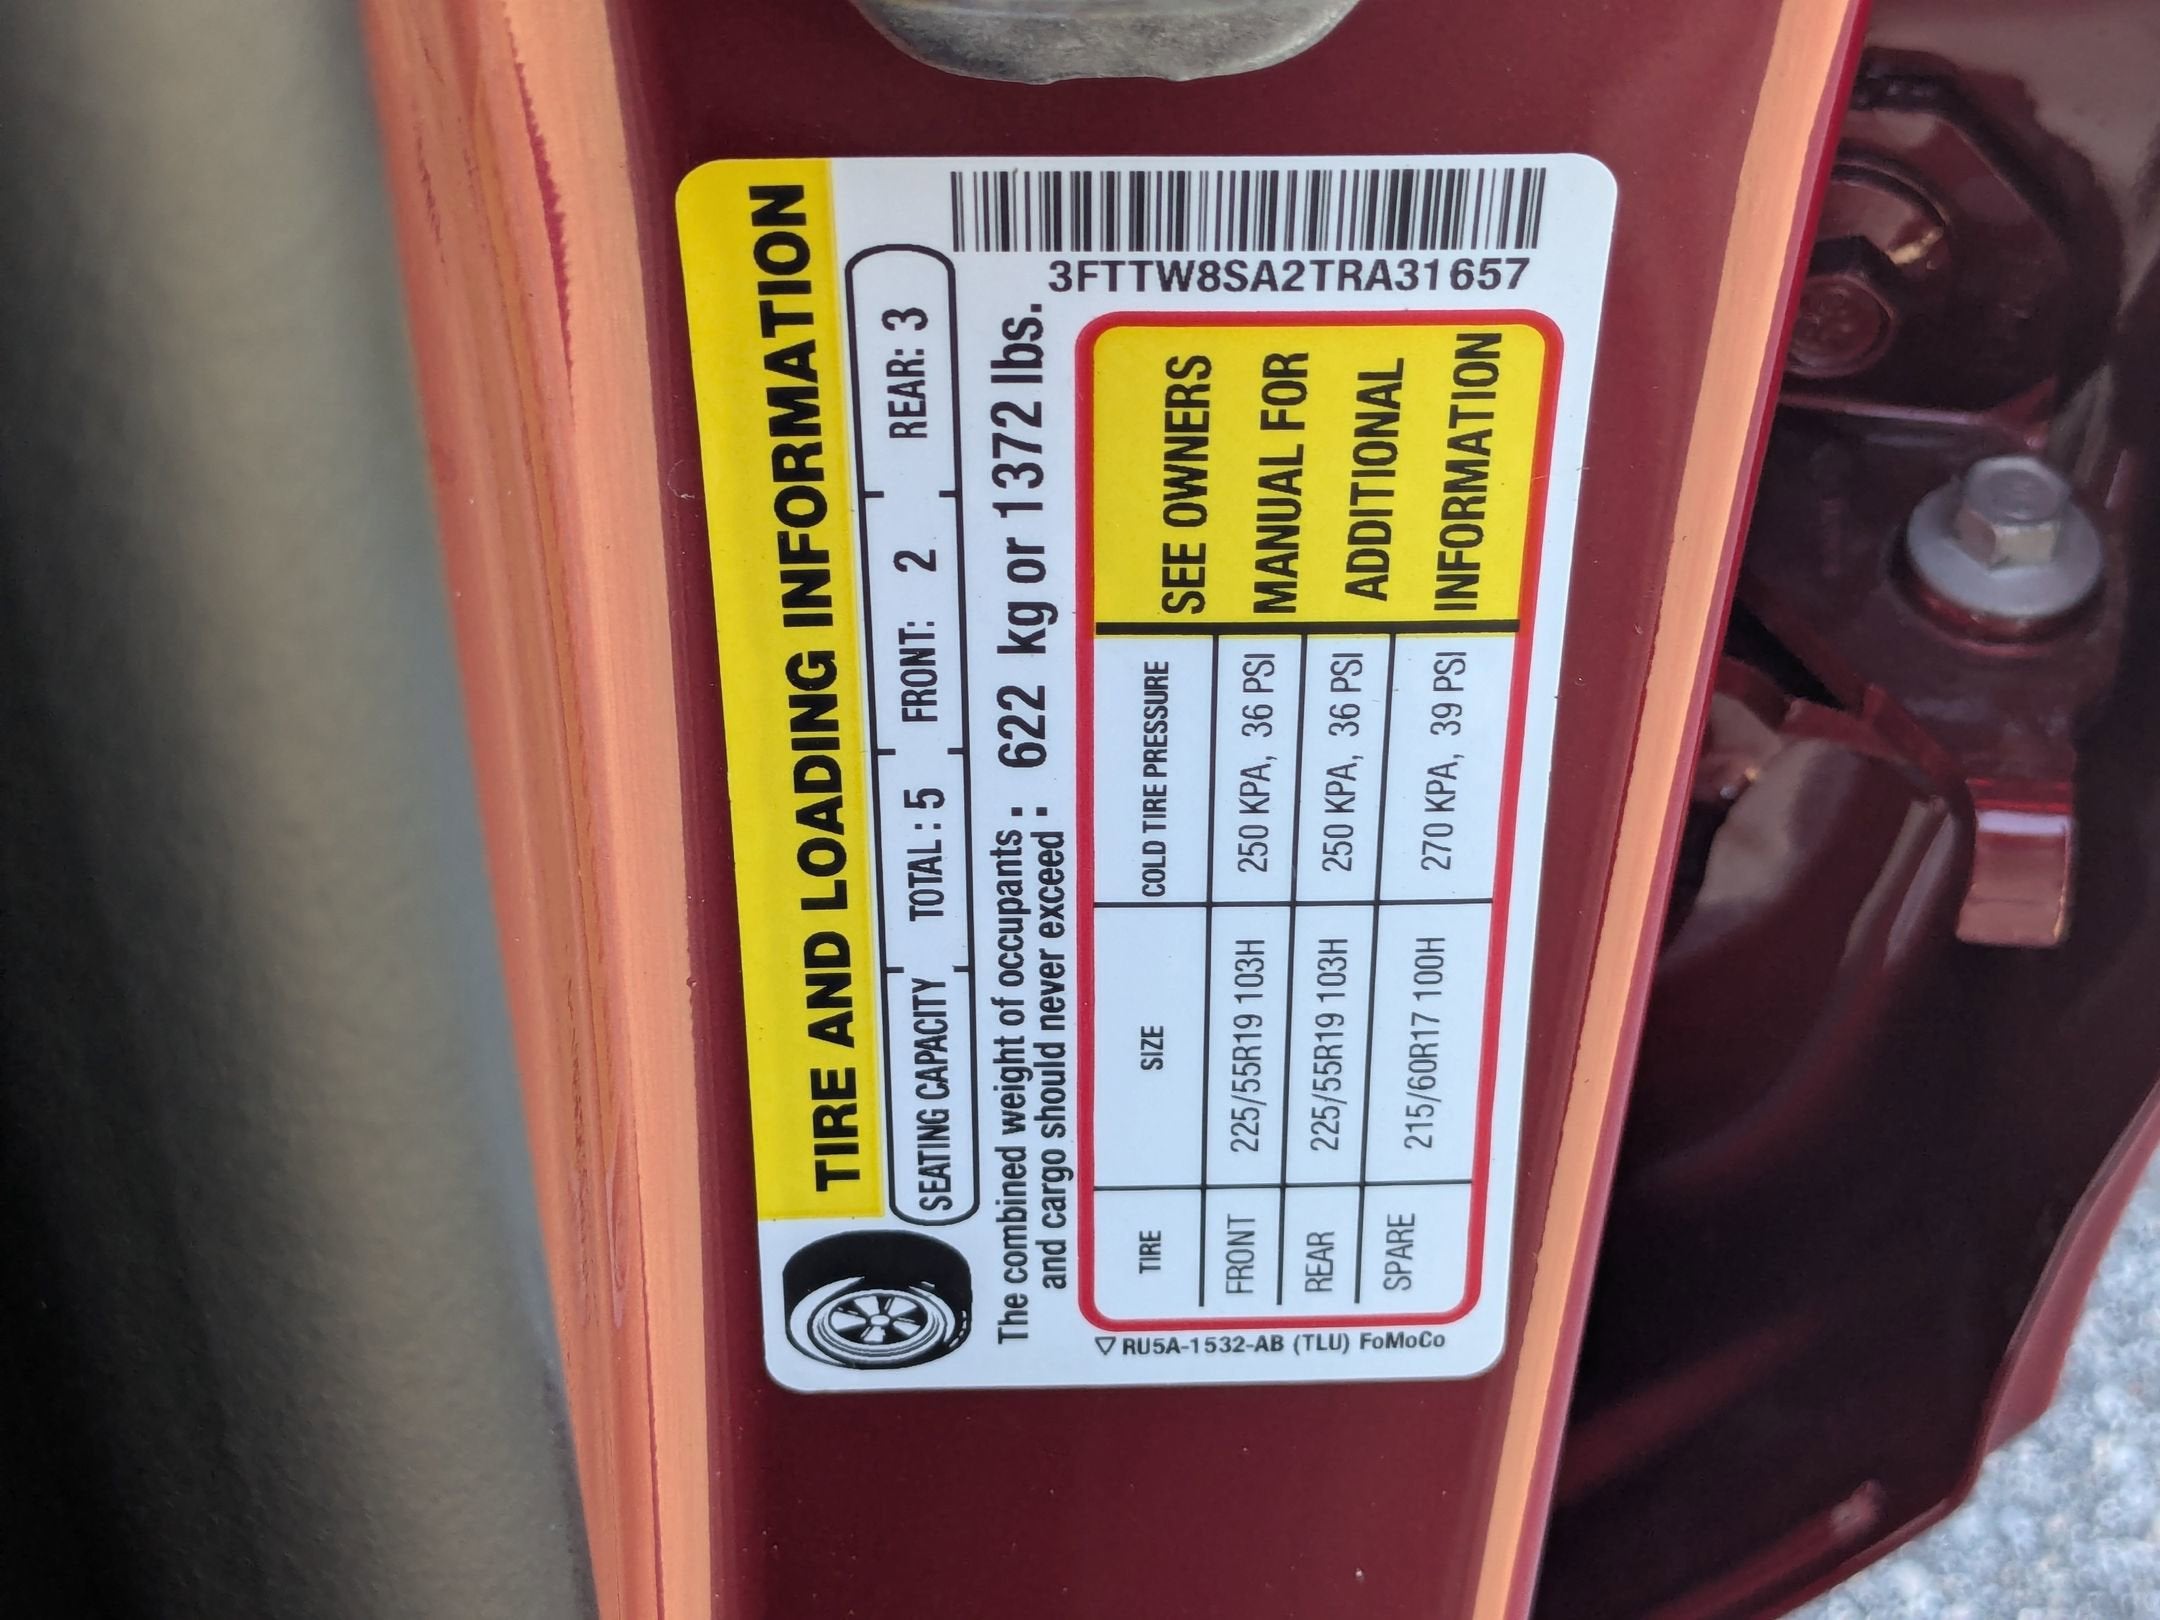 TIRE AND LOADING INFORMATION
SEATING CAPACITY TOTAL : 5 FRONT: 2 REAR: 3
The combined weight of occupants : 622 kg or 1372 lbs.
and cargo should never exceed :
3FTTW8SA2TRA31657
TIRE SIZE COLD TIRE PRESSURE
FRONT 225/55R19 103H 250 KPA, 36 PSI
REAR 225/55R19 103H 250 KPA, 36 PSI
SPARE 215/60R17 100H 270 KPA, 39 PSI
SEE OWNERS
MANUAL FOR
ADDITIONAL
INFORMATION
▽ RU5A-1532-AB (TLU) FoMoCo